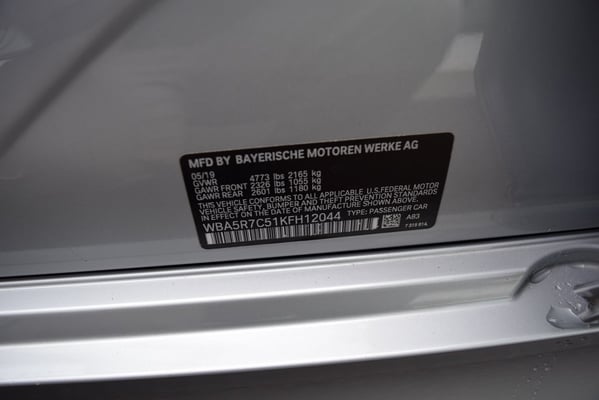 MFD BY BAYERISCHE MOTOREN WERKE AG
05/19
GVWR 4773 lbs 2165 kg
GAWR FRONT 2326 lbs 1055 kg
GAWR REAR 2601 lbs 1180 kg
THIS VEHICLE CONFORMS TO ALL APPLICABLE U.S. FEDERAL MOTOR
VEHICLE SAFETY, BUMPER AND THEFT PREVENTION STANDARDS
IN EFFECT ON THE DATE OF MANUFACTURE SHOWN ABOVE.
WBA5R7C51KFH12044 TYPE: PASSENGER CAR
A83